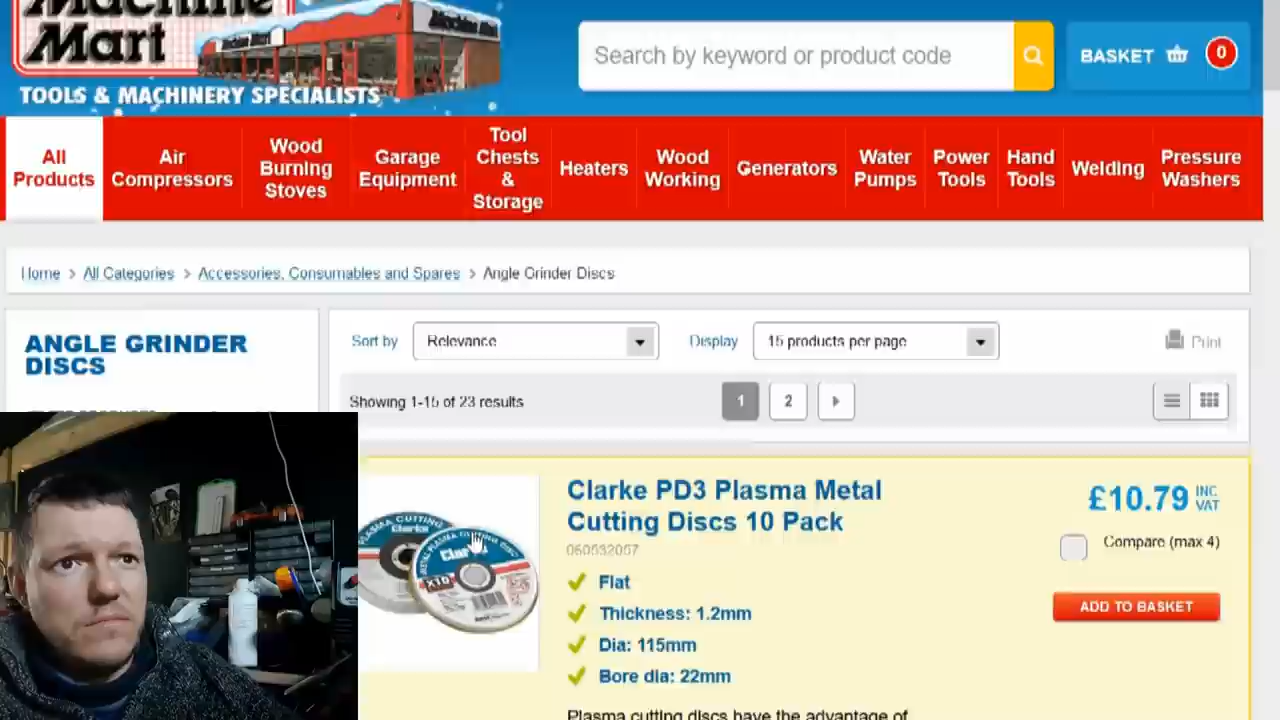 Machine
Mart
TOOLS & MACHINERY SPECIALISTS
Search by keyword or product code
BASKET 0
All
Products
Air
Compressors
Wood
Burning
Stoves
Garage
Equipment
Tool
Chests
&
Storage
Heaters
Wood
Working
Generators
Water
Pumps
Power
Tools
Hand
Tools
Welding
Pressure
Washers
Home > All Categories > Accessories, Consumables and Spares > Angle Grinder Discs
ANGLE GRINDER
DISCS
Sort by Relevance Display 15 products per page Print
Showing 1-15 of 23 results 1 2
Clarke PD3 Plasma Metal
Cutting Discs 10 Pack
£10.79 INC
VAT
060532057
Compare (max 4)
Flat
Thickness: 1.2mm
ADD TO BASKET
Dia: 115mm
Bore dia: 22mm
Plasma cutting discs have the advantage of
PLASMA CUTTING
Clarke
X10